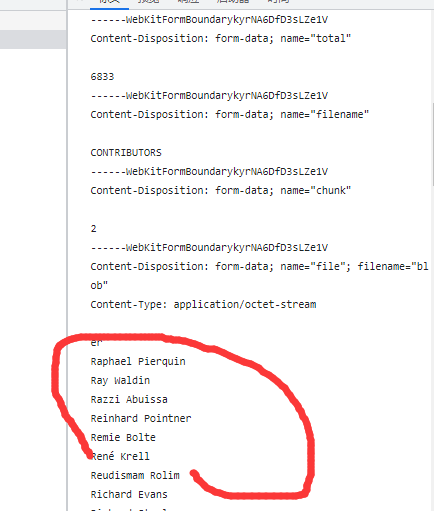 ------WebKitFormBoundarykyrNA6DfD3sLZe1V
Content-Disposition: form-data; name="total"
6833
------WebKitFormBoundarykyrNA6DfD3sLZe1V
Content-Disposition: form-data; name="filename"
CONTRIBUTORS
------WebKitFormBoundarykyrNA6DfD3sLZe1V
Content-Disposition: form-data; name="chunk"
2
------WebKitFormBoundarykyrNA6DfD3sLZe1V
Content-Disposition: form-data; name="file"; filename="bl
ob"
Content-Type: application/octet-stream
er
Raphael Pierquin
Ray Waldin
Razzi Abuissa
Reinhard Pointner
Remie Bolte
René Krell
Reudismam Rolim
Richard Evans